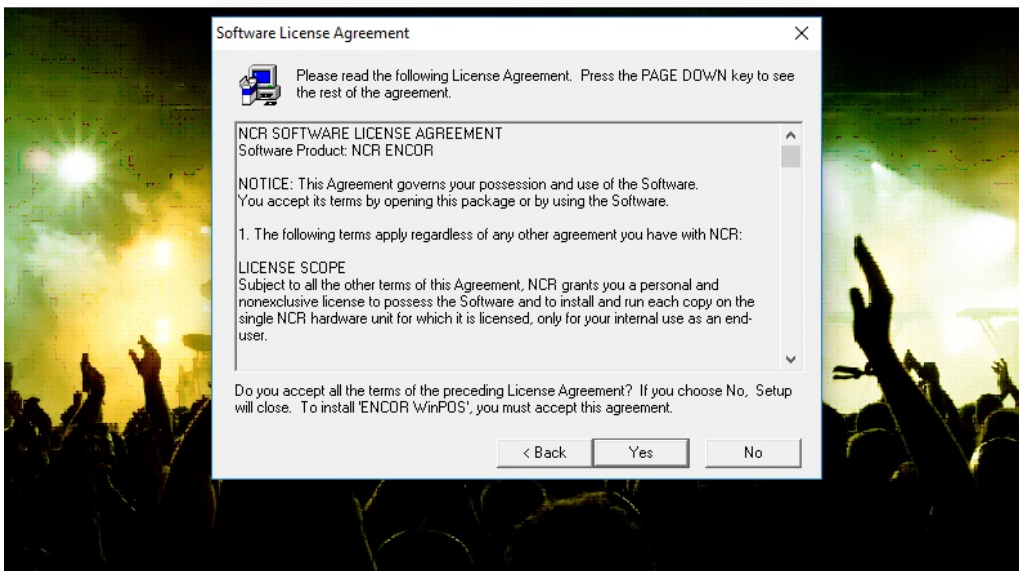 Software License Agreement
Please read the following License Agreement. Press the PAGE DOWN key to see
the rest of the agreement.
NCR SOFTWARE LICENSE AGREEMENT
Software Product: NCR ENCOR
NOTICE: This Agreement governs your possession and use of the Software.
You accept its terms by opening this package or by using the Software.
1. The following terms apply regardless of any other agreement you have with NCR:
LICENSE SCOPE
Subject to all the other terms of this Agreement, NCR grants you a personal and
nonexclusive license to possess the Software and to install and run each copy on the
single NCR hardware unit for which it is licensed, only for your internal use as an end-
user.
Do you accept all the terms of the preceding License Agreement? If you choose No, Setup
will close. To install 'ENCOR WinPOS', you must accept this agreement.
< Back
Yes
No